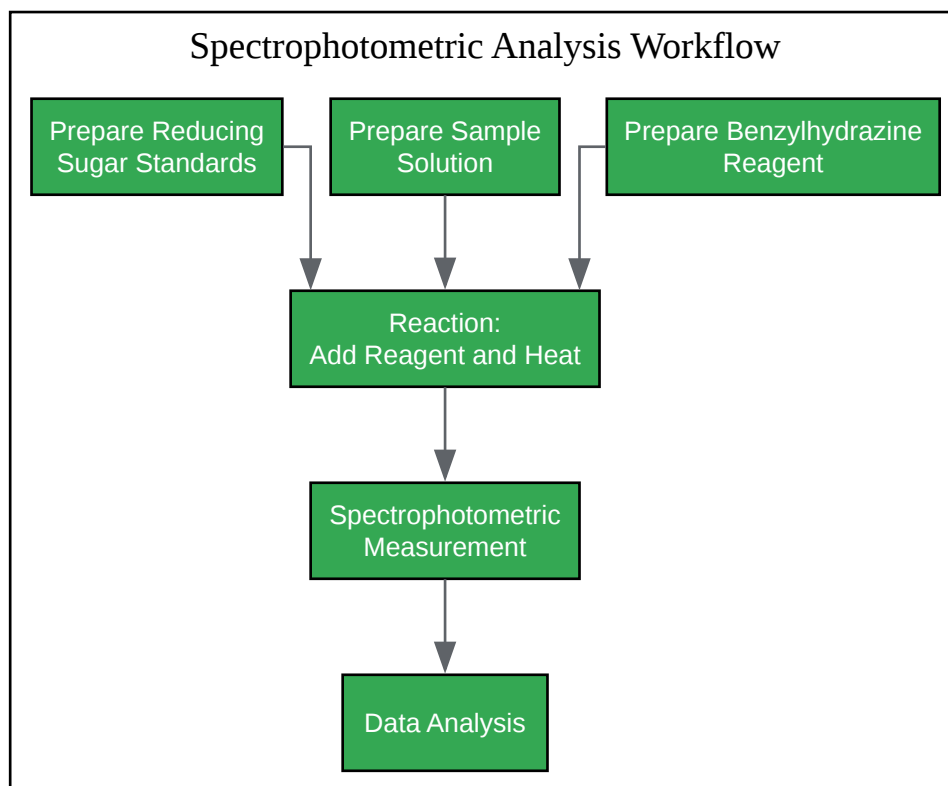 Spectrophotometric Analysis Workflow
Prepare Reducing
Sugar Standards
Prepare Sample
Solution
Prepare Benzylhydrazine
Reagent
Reaction:
Add Reagent and Heat
Spectrophotometric
Measurement
Data Analysis